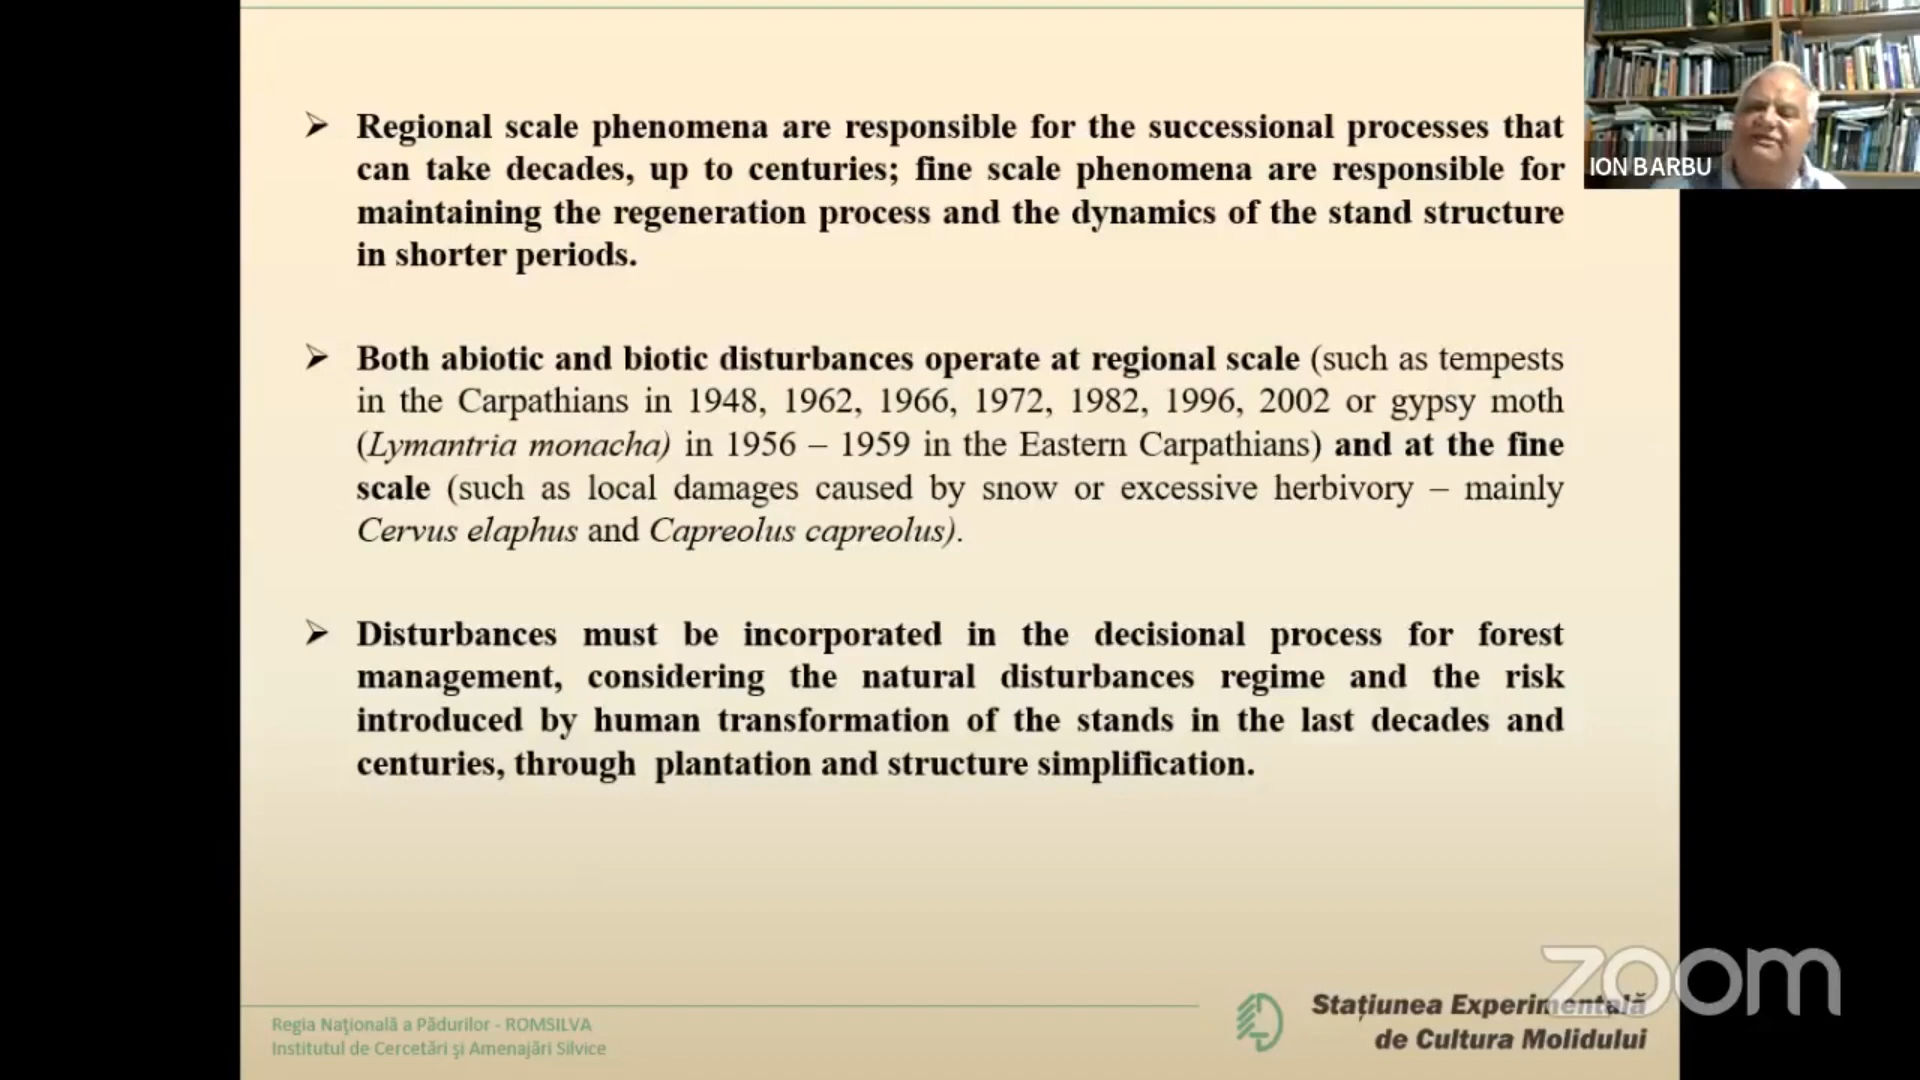 ➢ Regional scale phenomena are responsible for the successional processes that
can take decades, up to centuries; fine scale phenomena are responsible for
maintaining the regeneration process and the dynamics of the stand structure
in shorter periods.
➢ Both abiotic and biotic disturbances operate at regional scale (such as tempests
in the Carpathians in 1948, 1962, 1966, 1972, 1982, 1996, 2002 or gypsy moth
(Lymantria monacha) in 1956 – 1959 in the Eastern Carpathians) and at the fine
scale (such as local damages caused by snow or excessive herbivory – mainly
Cervus elaphus and Capreolus capreolus).
➢ Disturbances must be incorporated in the decisional process for forest
management, considering the natural disturbances regime and the risk
introduced by human transformation of the stands in the last decades and
centuries, through plantation and structure simplification.
ION BARBU
Regia Naţională a Pădurilor - ROMSILVA
Institutul de Cercetări şi Amenajări Silvice
Staţiunea Experimentală
de Cultura Molidului
zoom